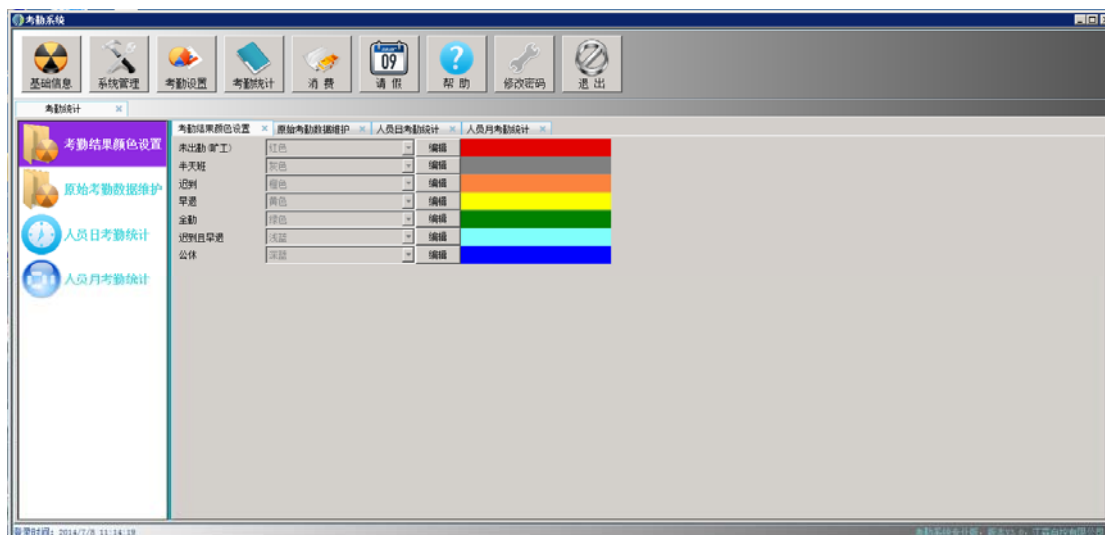 考勤系统
基础信息 系统管理 考勤设置 考勤统计 消 费 请 假 帮 助 修改密码 退 出
09
考勤统计
考勤结果颜色设置 原始考勤数据维护 人员日考勤统计 人员月考勤统计
考勤结果颜色设置
原始考勤数据维护
人员日考勤统计
人员月考勤统计
未出勤(旷工) 红色 编辑
半天班 灰色 编辑
迟到 橙色 编辑
早退 黄色 编辑
全勤 绿色 编辑
迟到且早退 浅蓝 编辑
公休 深蓝 编辑
登录时间: 2014/7/8 11:14:19